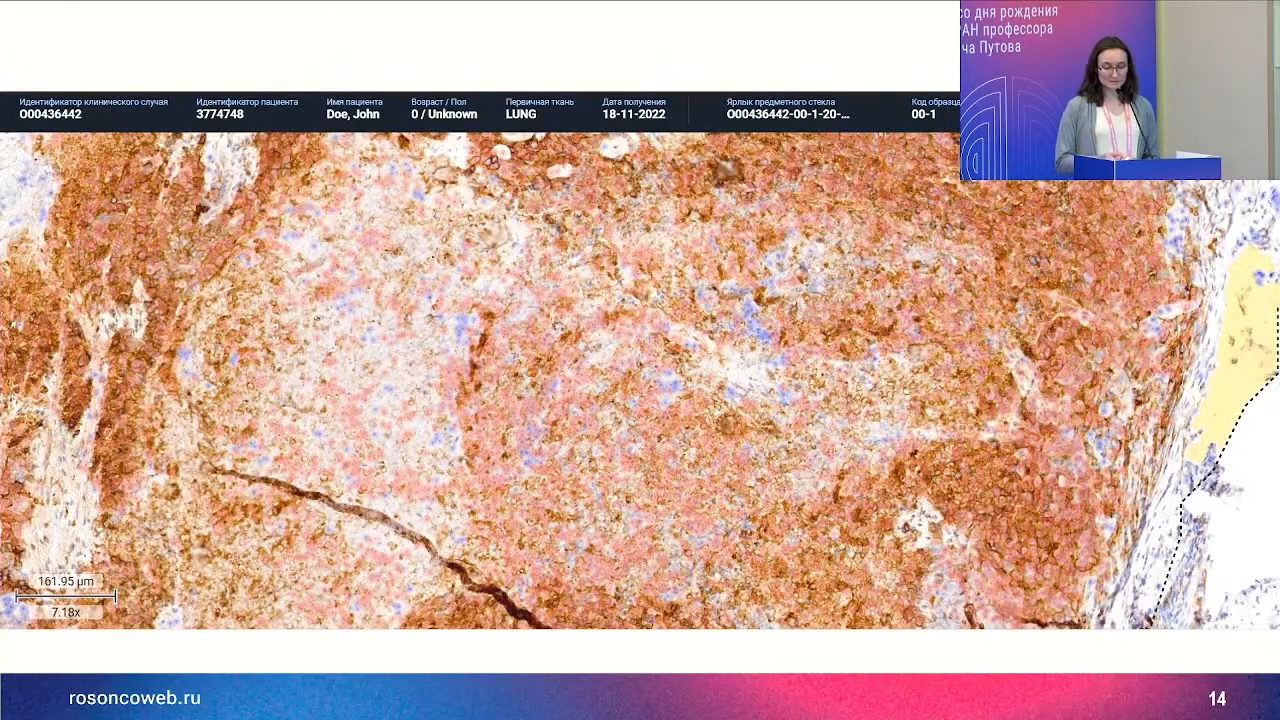 со дня рождения
РАН профессора
ча Путова
Идентификатор клинического случая
O00436442
Идентификатор пациента
3774748
Имя пациента
Doe, John
Возраст / Пол
0 / Unknown
Первичная ткань
LUNG
Дата получения
18-11-2022
Ярлык предметного стекла
O00436442-00-1-20-...
Код образца
00-1
161.95 µm
7.18x
rosoncoweb.ru
14